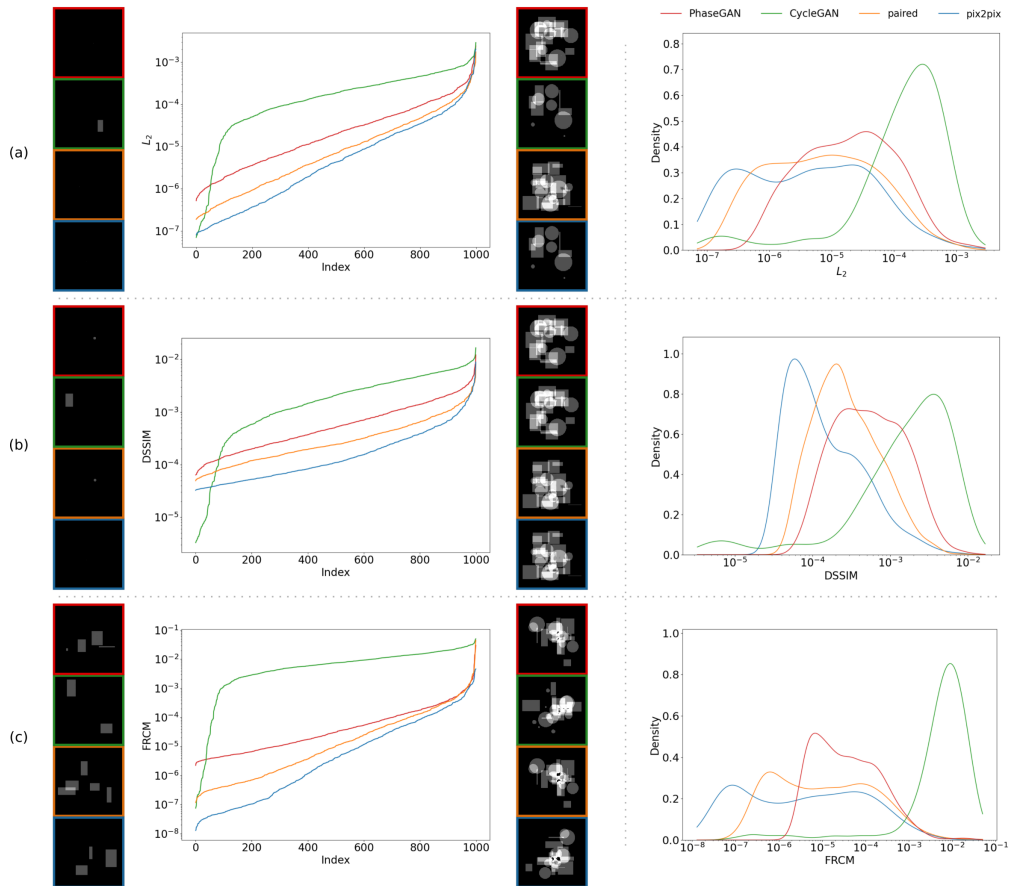 PhaseGAN CycleGAN paired pix2pix
(a)
L₂
10⁻³
10⁻⁴
10⁻⁵
10⁻⁶
10⁻⁷
0 200 400 600 800 1000
Index
Density
0.8
0.7
0.6
0.5
0.4
0.3
0.2
0.1
0.0
10⁻⁷ 10⁻⁶ 10⁻⁵ 10⁻⁴ 10⁻³
L₂
(b)
DSSIM
10⁻²
10⁻³
10⁻⁴
10⁻⁵
0 200 400 600 800 1000
Index
Density
1.0
0.8
0.6
0.4
0.2
0.0
10⁻⁵ 10⁻⁴ 10⁻³ 10⁻²
DSSIM
(c)
FRCM
10⁻¹
10⁻²
10⁻³
10⁻⁴
10⁻⁵
10⁻⁶
10⁻⁷
10⁻⁸
0 200 400 600 800 1000
Index
Density
1.0
0.8
0.6
0.4
0.2
0.0
10⁻⁸ 10⁻⁷ 10⁻⁶ 10⁻⁵ 10⁻⁴ 10⁻³ 10⁻² 10⁻¹
FRCM